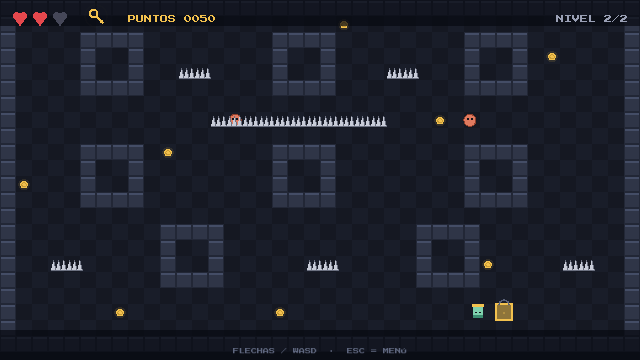 PUNTOS 0050
NIVEL 2/2
FLECHAS / WASD · ESC = MENú